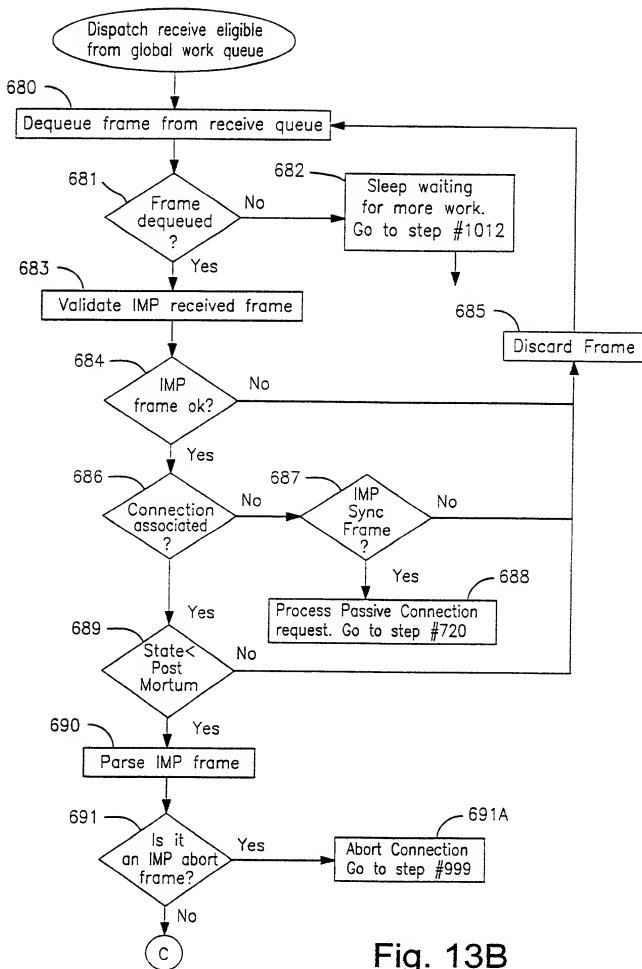 Dispatch receive eligible
from global work queue
680
Dequeue frame from receive queue
681
Frame
dequeued
?
No
682
Sleep waiting
for more work.
Go to step #1012
Yes
683
Validate IMP received frame
685
Discard Frame
684
IMP
frame ok?
No
Yes
686
Connection
associated
?
No
687
IMP
Sync
Frame
?
No
Yes
688
Process Passive Connection
request. Go to step #720
Yes
689
State<
Post
Mortum
No
Yes
690
Parse IMP frame
691
Is it
an IMP abort
frame?
Yes
691A
Abort Connection
Go to step #999
No
C
Fig. 13B